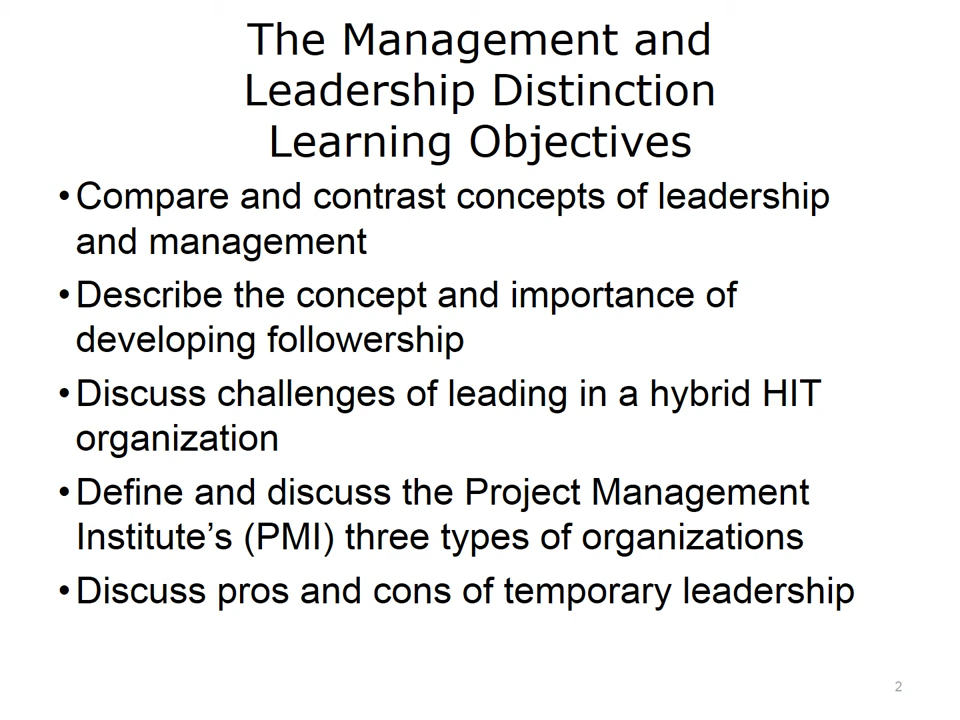 The Management and
Leadership Distinction
Learning Objectives
•Compare and contrast concepts of leadership
and management
•Describe the concept and importance of
developing followership
•Discuss challenges of leading in a hybrid HIT
organization
•Define and discuss the Project Management
Institute’s (PMI) three types of organizations
•Discuss pros and cons of temporary leadership
2